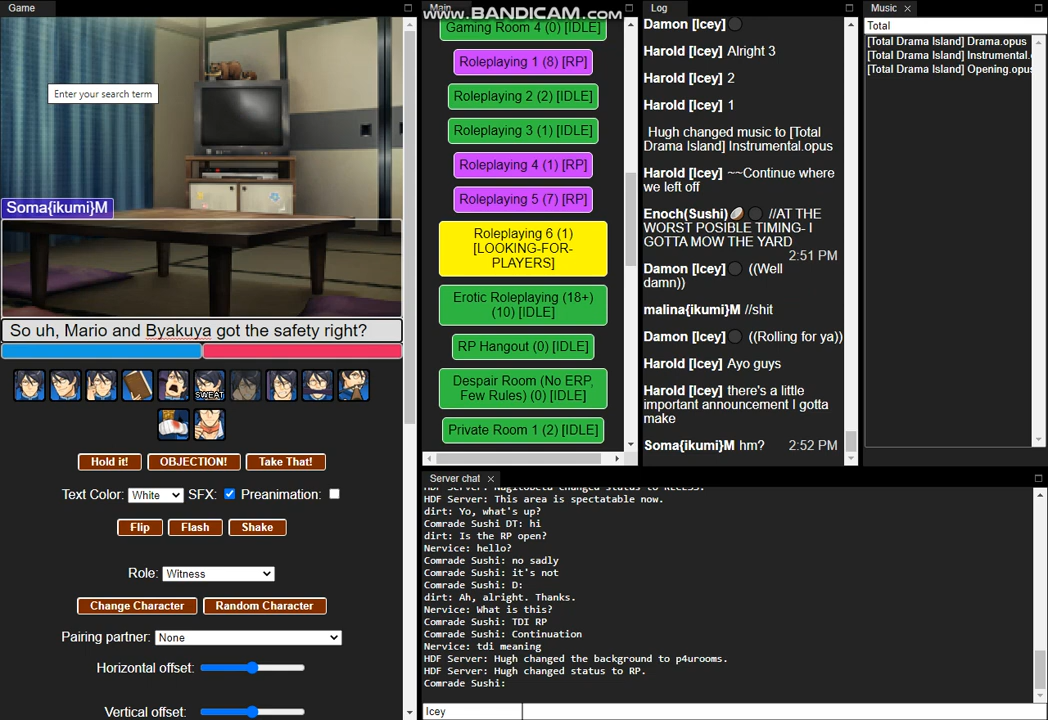 Game
Enter your search term
Soma{ikumi}M
So uh, Mario and Byakuya got the safety right?
SWEAT
Hold it!
OBJECTION!
Take That!
Text Color: White SFX: Preanimation:
Flip
Flash
Shake
Role: Witness
Change Character
Random Character
Pairing partner: None
Horizontal offset:
Vertical offset:
Main
www.BANDICAM.com
Gaming Room 4 (0) [IDLE]
Roleplaying 1 (8) [RP]
Roleplaying 2 (2) [IDLE]
Roleplaying 3 (1) [IDLE]
Roleplaying 4 (1) [RP]
Roleplaying 5 (7) [RP]
Roleplaying 6 (1)
[LOOKING-FOR-
PLAYERS]
Erotic Roleplaying (18+)
(10) [IDLE]
RP Hangout (0) [IDLE]
Despair Room (No ERP,
Few Rules) (0) [IDLE]
Private Room 1 (2) [IDLE]
Log
Damon [Icey]
Harold [Icey] Alright 3
Harold [Icey] 2
Harold [Icey] 1
Hugh changed music to [Total
Drama Island] Instrumental.opus
Harold [Icey] ~~Continue where
we left off
Enoch(Sushi) //AT THE
WORST POSIBLE TIMING- I
GOTTA MOW THE YARD
2:51 PM
Damon [Icey] ((Well
damn))
malina{ikumi}M //shit
Damon [Icey] ((Rolling for ya))
Harold [Icey] Ayo guys
Harold [Icey] there's a little
important announcement I gotta
make
Soma{ikumi}M hm? 2:52 PM
Music
Total
[Total Drama Island] Drama.opus
[Total Drama Island] Instrumental.
[Total Drama Island] Opening.opus
Server chat
HDF Server: Nagitobeta changed status to RECESS.
HDF Server: This area is spectatable now.
dirt: Yo, what's up?
Comrade Sushi DT: hi
dirt: Is the RP open?
Nervice: hello?
Comrade Sushi: no sadly
Comrade Sushi: it's not
Comrade Sushi: D:
dirt: Ah, alright. Thanks.
Nervice: What is this?
Comrade Sushi: TDI RP
Comrade Sushi: Continuation
Nervice: tdi meaning
HDF Server: Hugh changed the background to p4urooms.
HDF Server: Hugh changed status to RP.
Comrade Sushi:
Icey